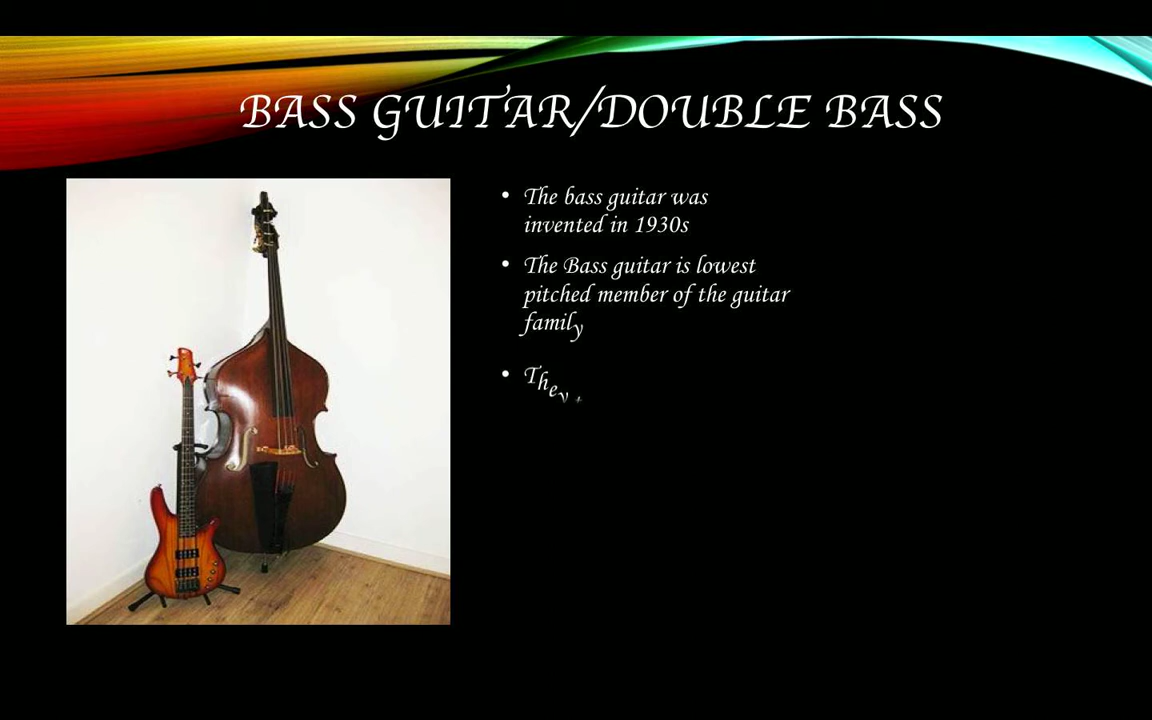 BASS GUITAR/DOUBLE BASS
• The bass guitar was
invented in 1930s
• The Bass guitar is lowest
pitched member of the guitar
family
• They